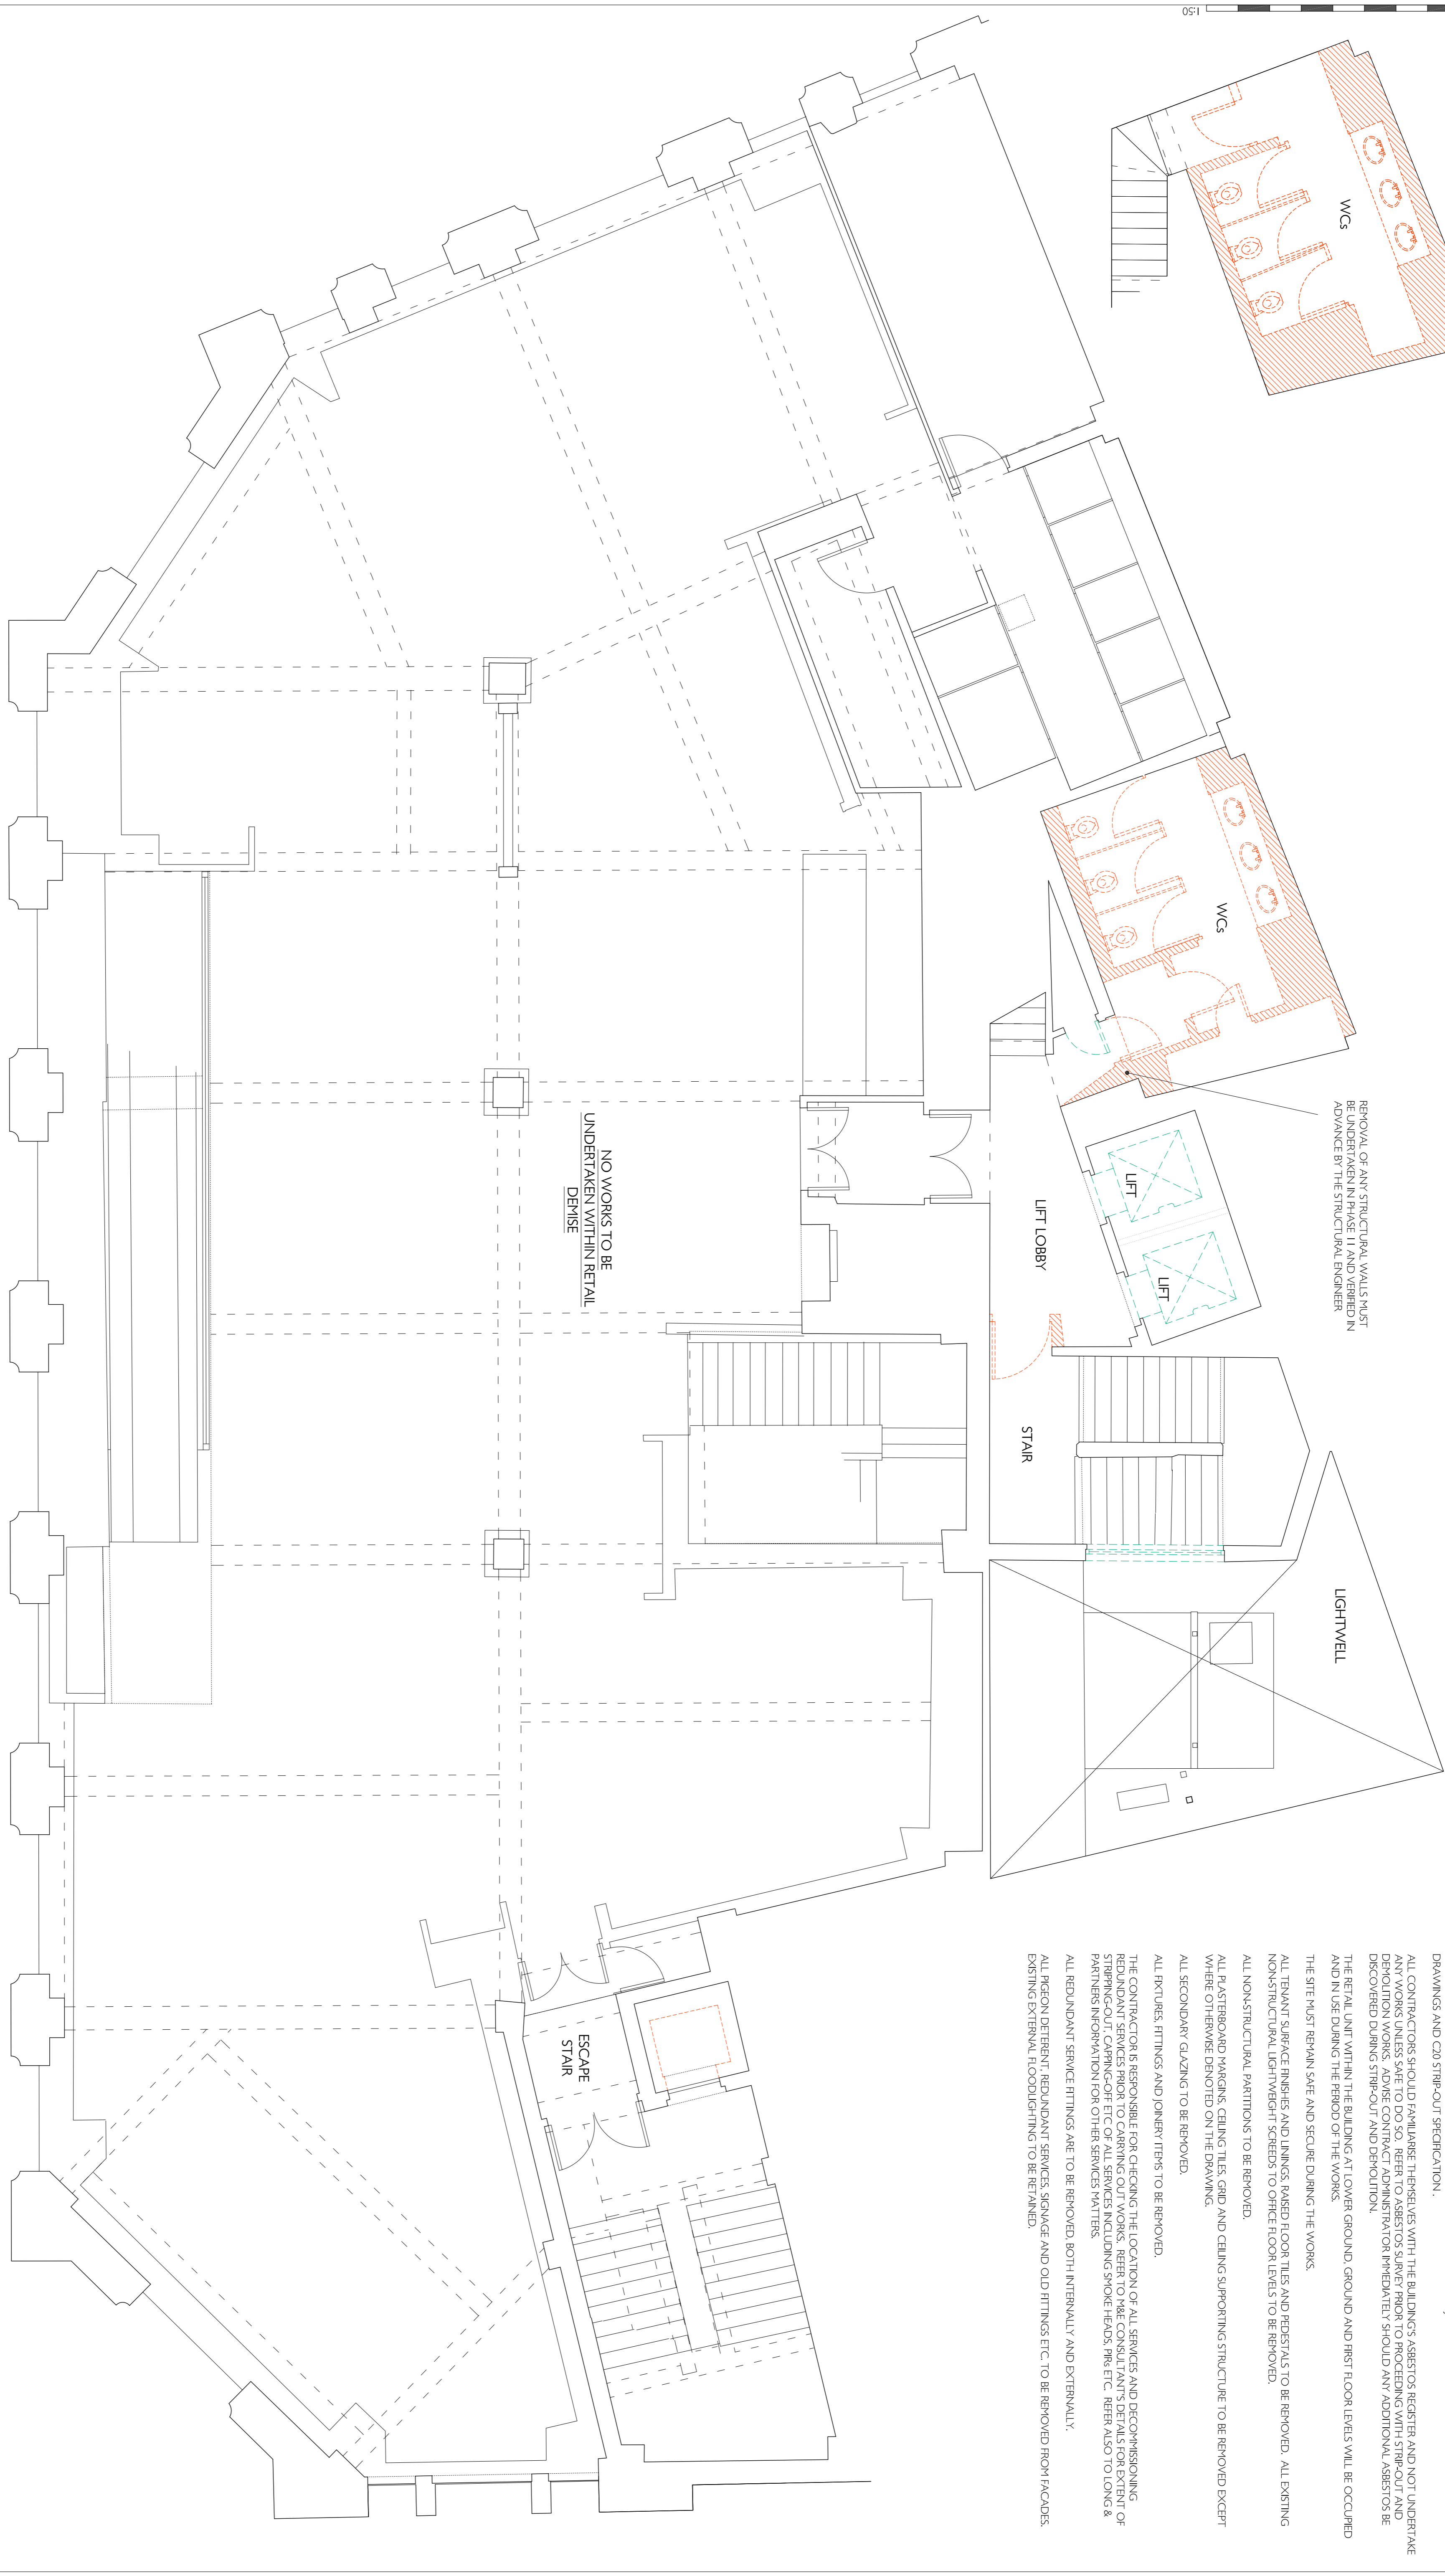 DRAWINGS AND C20 STRIP-OUT SPECIFICATION .
ALL CONTRACTORS SHOULD FAMILIARISE THEMSELVES WITH THE BUILDING'S ASBESTOS REGISTER AND NOT UNDERTAKE
ANY WORKS UNLESS SAFE TO DO SO. REFER TO ASBESTOS SURVEY PRIOR TO PROCEEDING WITH STRIP-OUT AND
DEMOLITION WORKS. ADVISE CONTRACT ADMINISTRATOR IMMEDIATELY SHOULD ANY ADDITIONAL ASBESTOS BE
DISCOVERED DURING STRIP-OUT AND DEMOLITION.
THE RETAIL UNIT WITHIN THE BUILDING AT LOWER GROUND, GROUND AND FIRST FLOOR LEVELS WILL BE OCCUPIED
AND IN USE DURING THE PERIOD OF THE WORKS.
THE SITE MUST REMAIN SAFE AND SECURE DURING THE WORKS.
ALL TENANT SURFACE FINISHES AND LININGS, RAISED FLOOR TILES AND PEDESTALS TO BE REMOVED. ALL EXISTING
NON-STRUCTURAL LIGHTWEIGHT SCREEDS TO OFFICE FLOOR LEVELS TO BE REMOVED.
ALL NON-STRUCTURAL PARTITIONS TO BE REMOVED.
ALL PLASTERBOARD MARGINS, CEILING TILES, GRID AND CEILING SUPPORTING STRUCTURE TO BE REMOVED EXCEPT
WHERE OTHERWISE DENOTED ON THE DRAWING.
ALL SECONDARY GLAZING TO BE REMOVED.
ALL FIXTURES, FITTINGS AND JOINERY ITEMS TO BE REMOVED.
THE CONTRACTOR IS RESPONSIBLE FOR CHECKING THE LOCATION OF ALL SERVICES AND DECOMMISSIONING
REDUNDANT SERVICES PRIOR TO CARRYING OUT WORKS. REFER TO M&E CONSULTANT'S DETAILS FOR EXTENT OF
STRIPPING-OUT, CAPPING-OFF ETC OF ALL SERVICES INCLUDING SMOKE HEADS, PIRs ETC. REFER ALSO TO LONG &
PARTNERS INFORMATION FOR OTHER SERVICES MATTERS.
ALL REDUNDANT SERVICE FITTINGS ARE TO BE REMOVED, BOTH INTERNALLY AND EXTERNALLY.
ALL PIGEON DETERENT, REDUNDANT SERVICES, SIGNAGE AND OLD FITTINGS ETC. TO BE REMOVED FROM FACADES.
EXISTING EXTERNAL FLOODLIGHTING TO BE RETAINED.
REMOVAL OF ANY STRUCTURAL WALLS MUST
BE UNDERTAKEN IN PHASE II AND VERIFIED IN
ADVANCE BY THE STRUCTURAL ENGINEER
WCs
WCs
LIFT
LIFT
LIFT LOBBY
STAIR
LIGHTWELL
NO WORKS TO BE
UNDERTAKEN WITHIN RETAIL
DEMISE
ESCAPE
STAIR
1:50